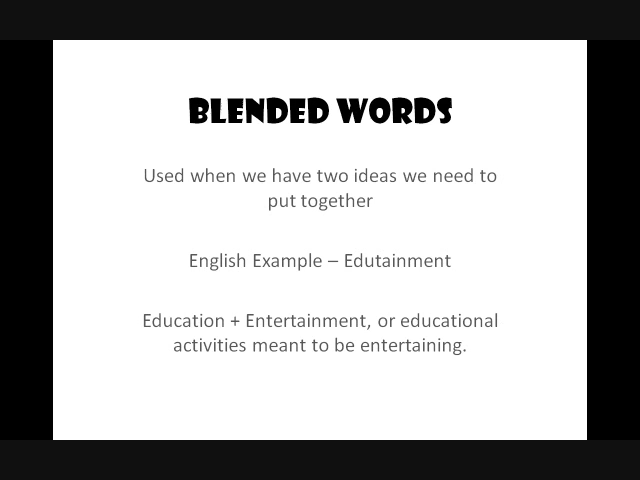 BLENDED WORDS
Used when we have two ideas we need to
put together
English Example – Edutainment
Education + Entertainment, or educational
activities meant to be entertaining.